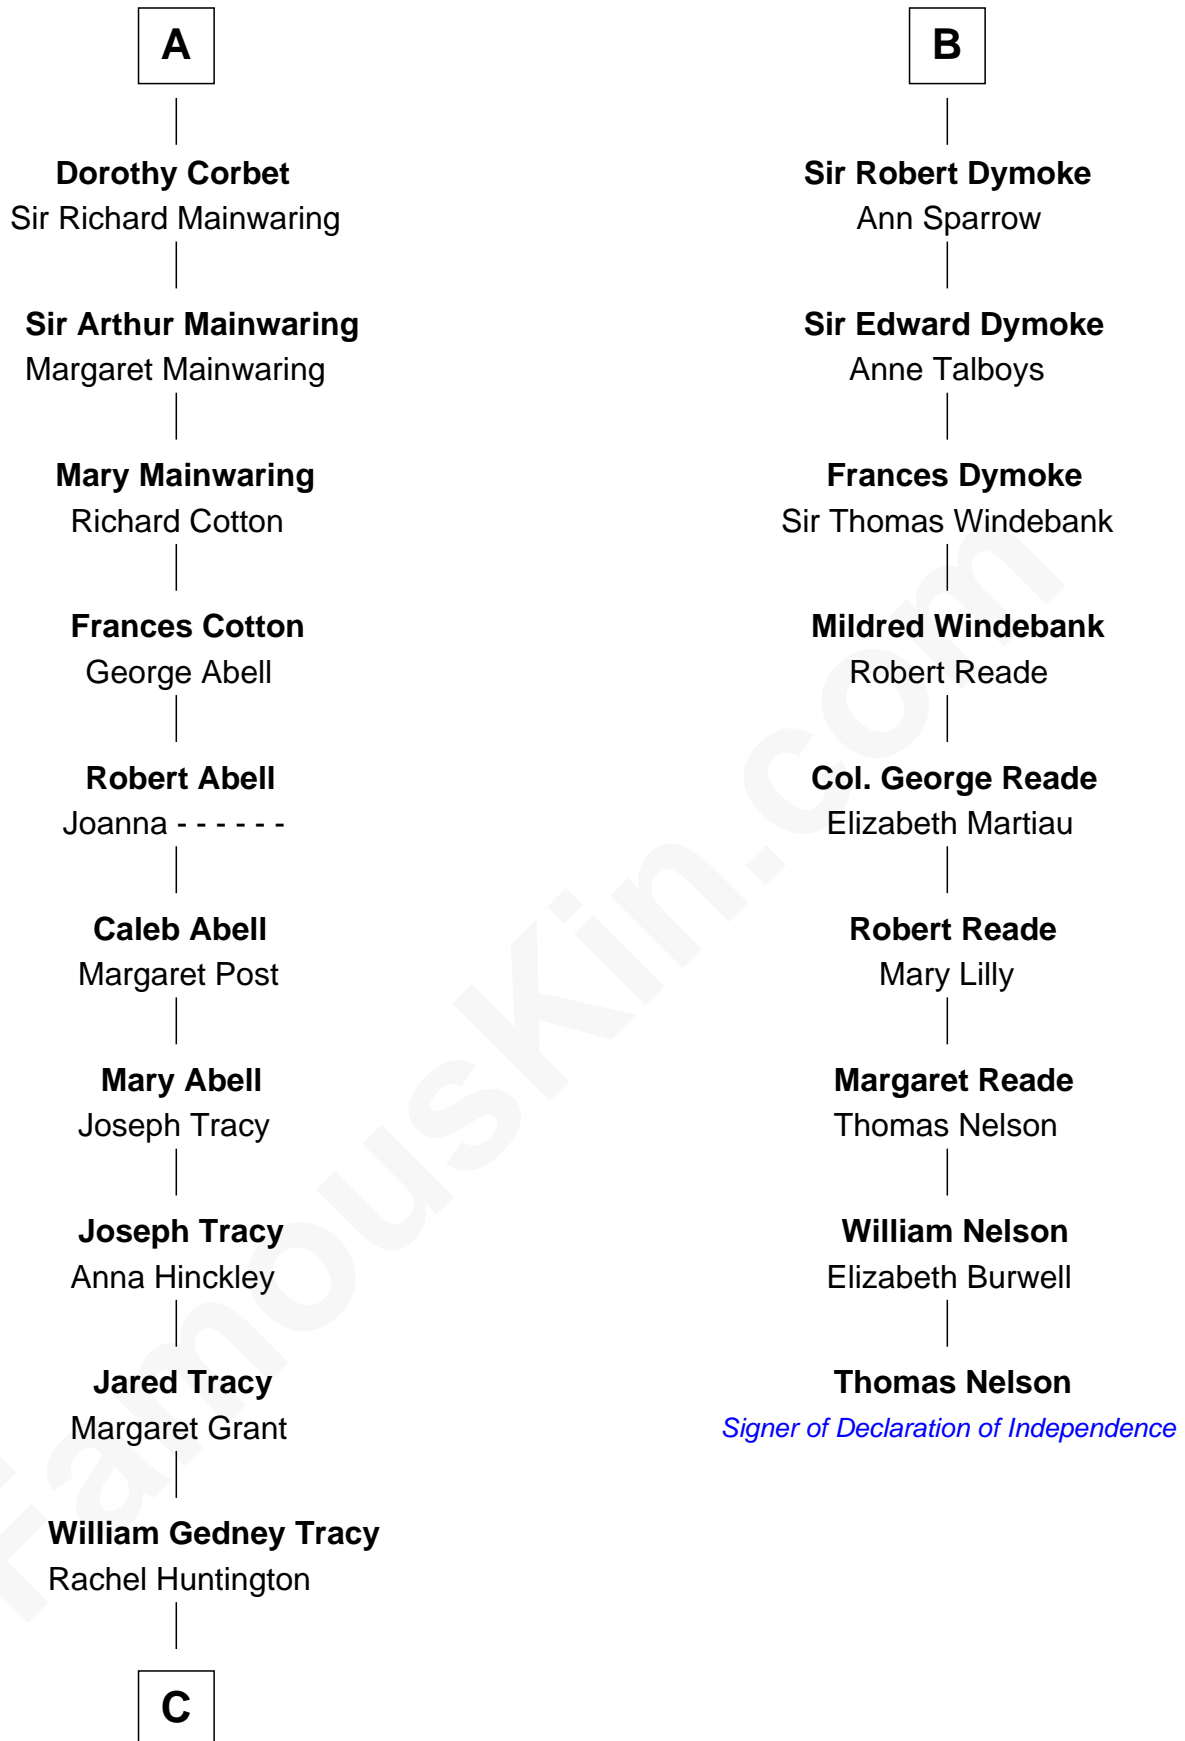 A
Dorothy Corbet
Sir Richard Mainwaring
Sir Arthur Mainwaring
Margaret Mainwaring
Mary Mainwaring
Richard Cotton
Frances Cotton
George Abell
Robert Abell
Joanna - - - - - -
Caleb Abell
Margaret Post
Mary Abell
Joseph Tracy
Joseph Tracy
Anna Hinckley
Jared Tracy
Margaret Grant
William Gedney Tracy
Rachel Huntington
C
B
Sir Robert Dymoke
Ann Sparrow
Sir Edward Dymoke
Anne Talboys
Frances Dymoke
Sir Thomas Windebank
Mildred Windebank
Robert Reade
Col. George Reade
Elizabeth Martiau
Robert Reade
Mary Lilly
Margaret Reade
Thomas Nelson
William Nelson
Elizabeth Burwell
Thomas Nelson
Signer of Declaration of Independence
FamousKin.com